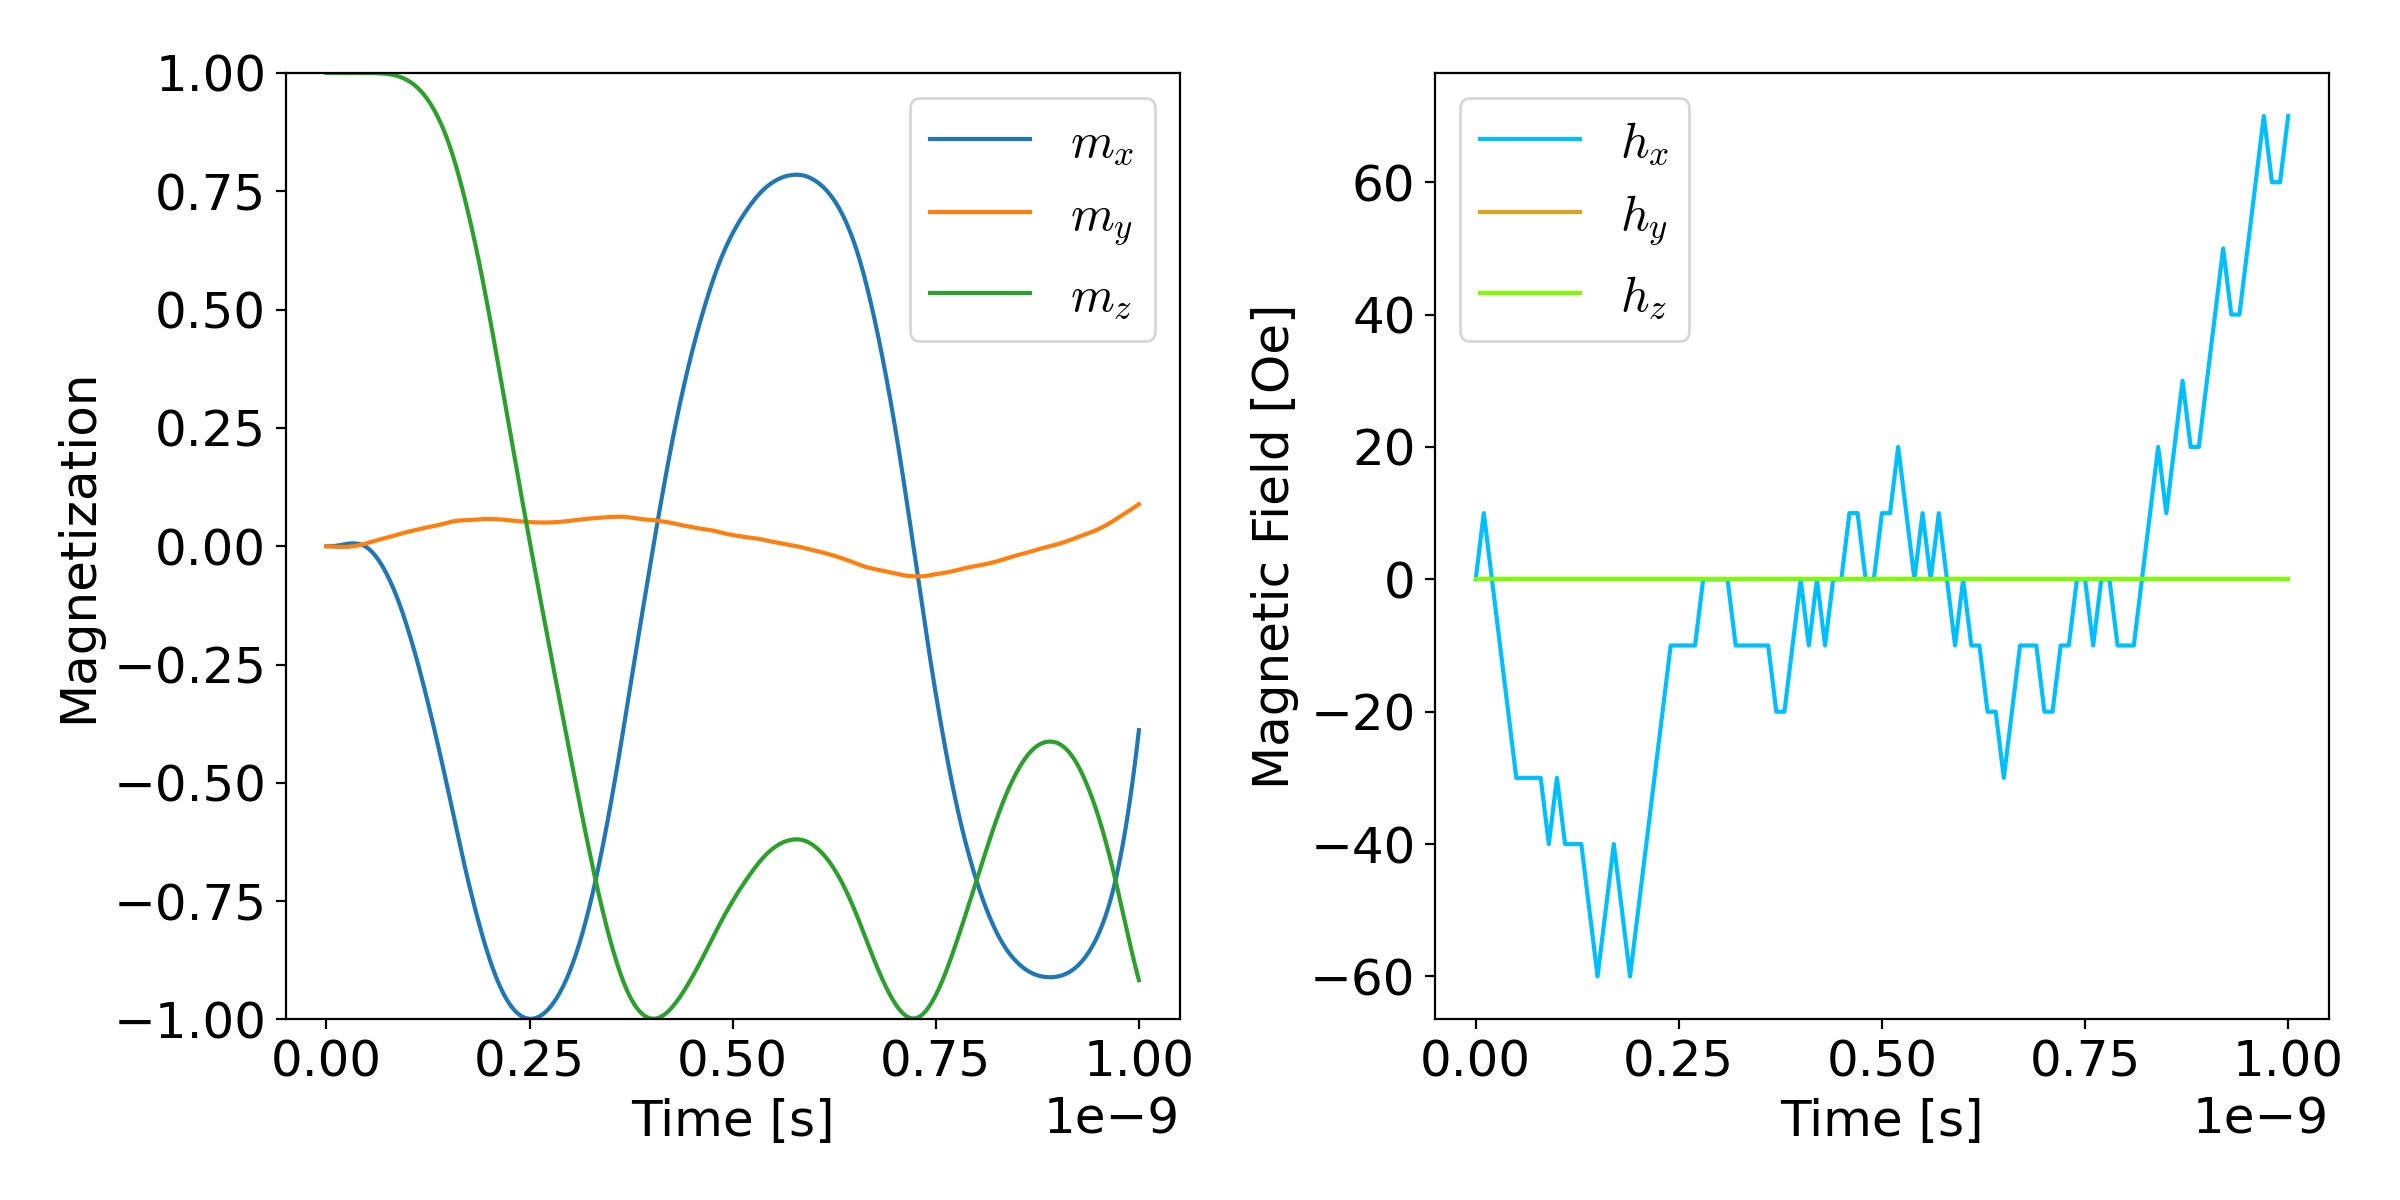 Magnetization
1.00
0.75
0.50
0.25
0.00
−0.25
−0.50
−0.75
−1.00
0.00 0.25 0.50 0.75 1.00
Time [s]
1e−9
m_x
m_y
m_z
Magnetic Field [Oe]
60
40
20
0
−20
−40
−60
0.00 0.25 0.50 0.75 1.00
Time [s]
1e−9
h_x
h_y
h_z